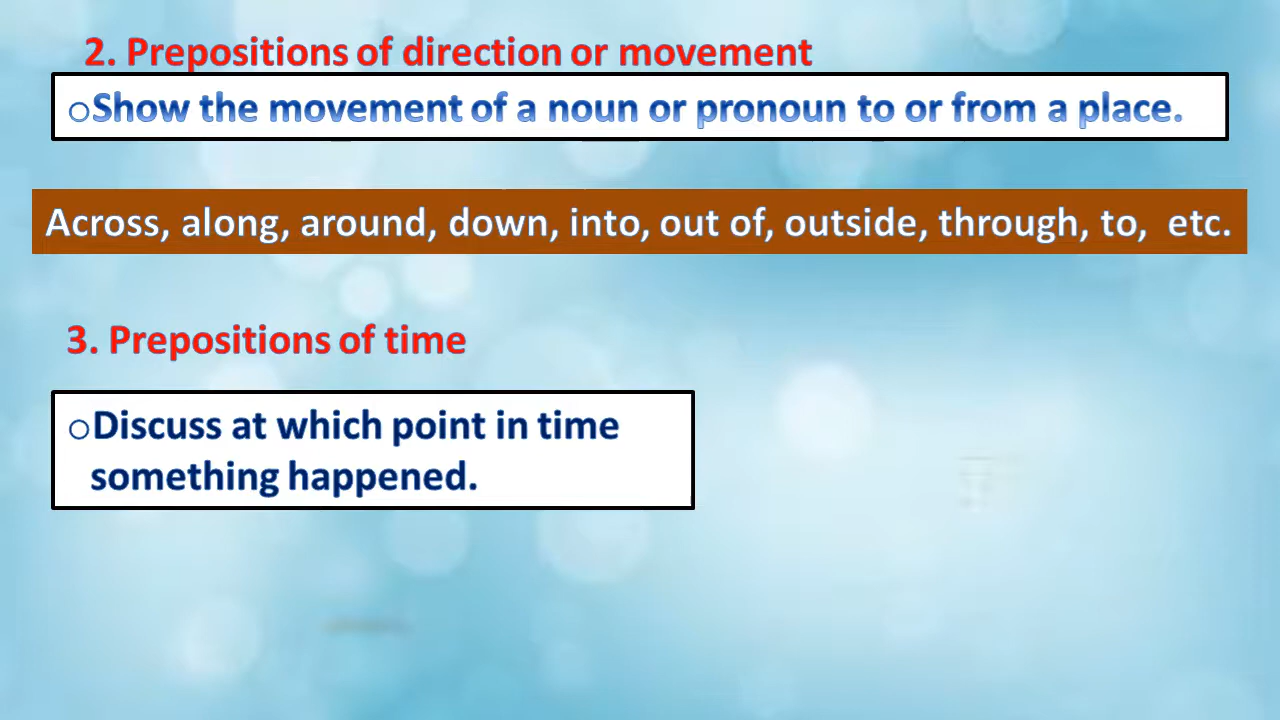 2. Prepositions of direction or movement
oShow the movement of a noun or pronoun to or from a place.
Across, along, around, down, into, out of, outside, through, to, etc.
3. Prepositions of time
oDiscuss at which point in time
something happened.